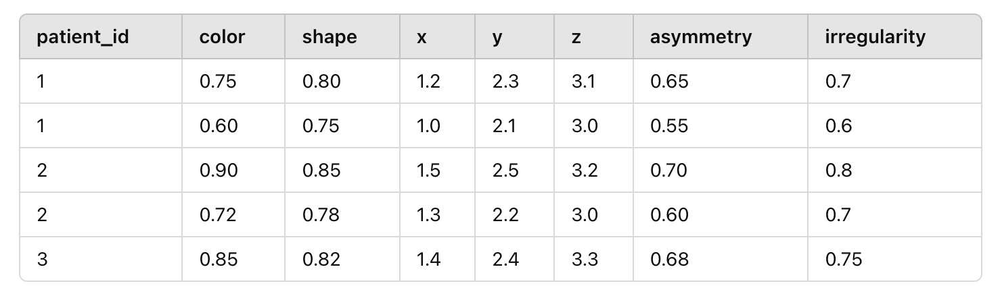 patient_id color shape x y z asymmetry irregularity
1 0.75 0.80 1.2 2.3 3.1 0.65 0.7
1 0.60 0.75 1.0 2.1 3.0 0.55 0.6
2 0.90 0.85 1.5 2.5 3.2 0.70 0.8
2 0.72 0.78 1.3 2.2 3.0 0.60 0.7
3 0.85 0.82 1.4 2.4 3.3 0.68 0.75